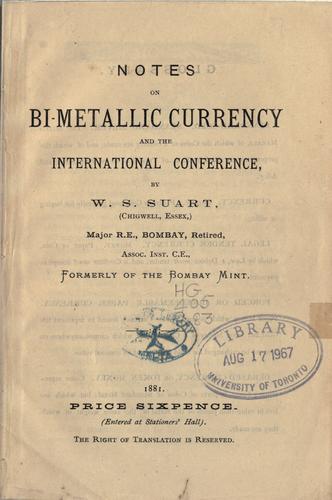 NOTES
ON
BI-METALLIC CURRENCY
AND THE
INTERNATIONAL CONFERENCE,
BY
W. S. SUART,
(CHIGWELL, ESSEX,)
Major R.E., BOMBAY, Retired,
ASSOC. INST. C.E.,
FORMERLY OF THE BOMBAY MINT.
HG
LIBRARY
AUG 17 1967
UNIVERSITY OF TORONTO
1881.
PRICE SIXPENCE.
(Entered at Stationers' Hall).
THE RIGHT OF TRANSLATION IS RESERVED.